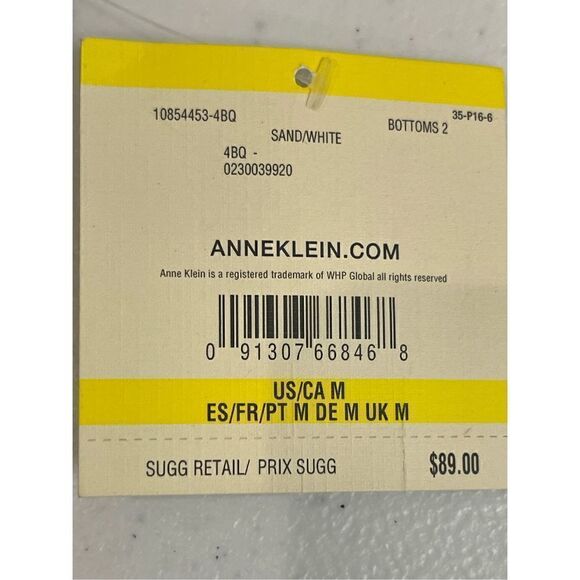 10854453-4BQ
BOTTOMS 2
35-P16-6
SAND/WHITE
4BQ -
0230039920
ANNEKLEIN.COM
Anne Klein is a registered trademark of WHP Global all rights reserved
0 91307 66846 8
US/CA M
ES/FR/PT M DE M UK M
SUGG RETAIL/ PRIX SUGG $89.00